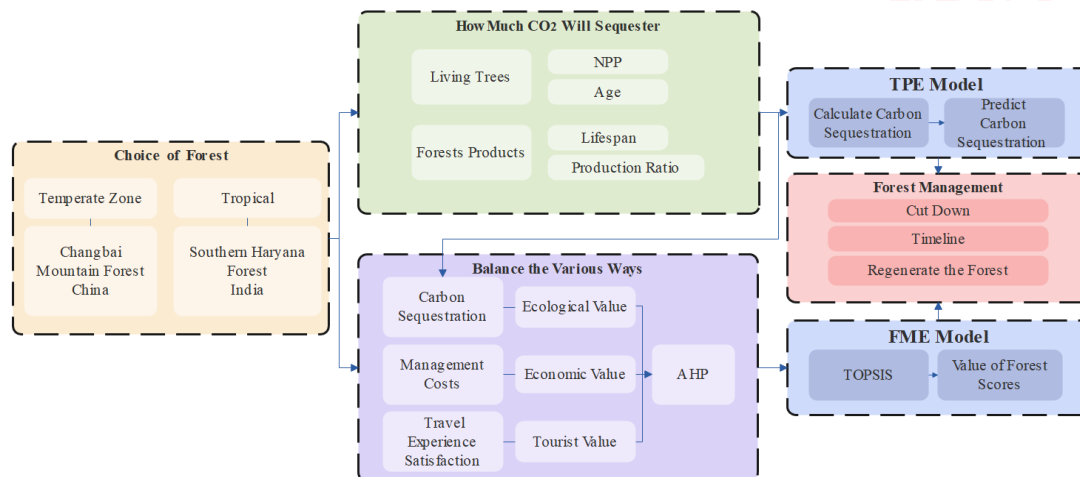 Choice of Forest
Temperate Zone
Tropical
Changbai
Mountain Forest
China
Southern Haryana
Forest
India
How Much CO2 Will Sequester
Living Trees
NPP
Age
Forests Products
Lifespan
Production Ratio
Balance the Various Ways
Carbon
Sequestration
Ecological Value
Management
Costs
Economic Value
AHP
Travel
Experience
Satisfaction
Tourist Value
TPE Model
Calculate Carbon
Sequestration
Predict
Carbon
Sequestration
Forest Management
Cut Down
Timeline
Regenerate the Forest
FME Model
TOPSIS
Value of Forest
Scores